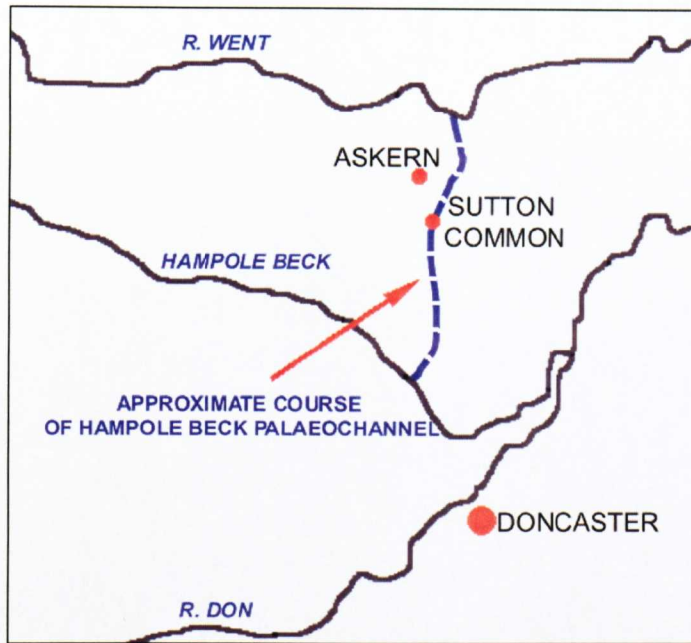 R. WENT
ASKERN
SUTTON
COMMON
HAMPOLE BECK
APPROXIMATE COURSE
OF HAMPOLE BECK PALAEOCHANNEL
DONCASTER
R. DON